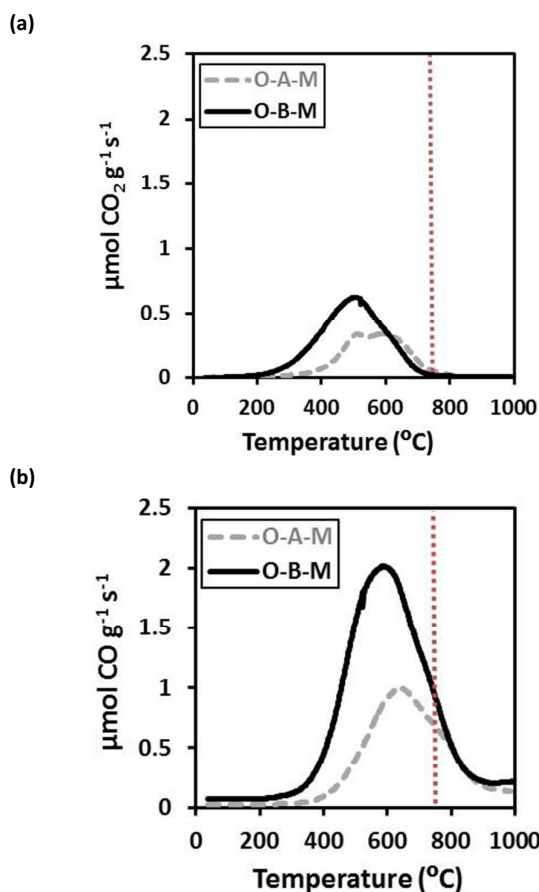 (a)
2.5
2
1.5
1
0.5
0
O-A-M
O-B-M
µmol CO₂ g⁻¹ s⁻¹
0 200 400 600 800 1000
Temperature (°C)
(b)
2.5
2
1.5
1
0.5
0
O-A-M
O-B-M
µmol CO g⁻¹ s⁻¹
0 200 400 600 800 1000
Temperature (°C)